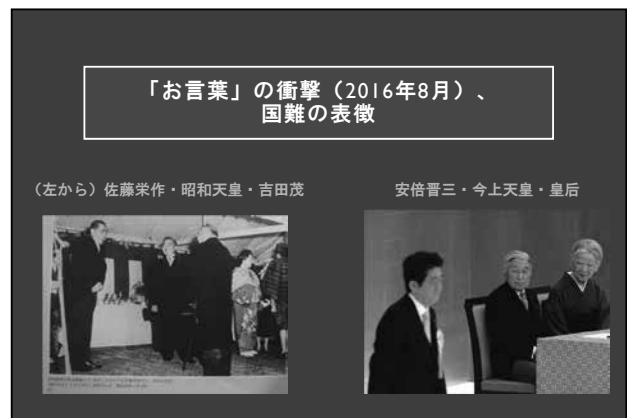 「お言葉」の衝撃（2016年8月）、
国難の表徴
（左から）佐藤栄作・昭和天皇・吉田茂
安倍晋三・今上天皇・皇后